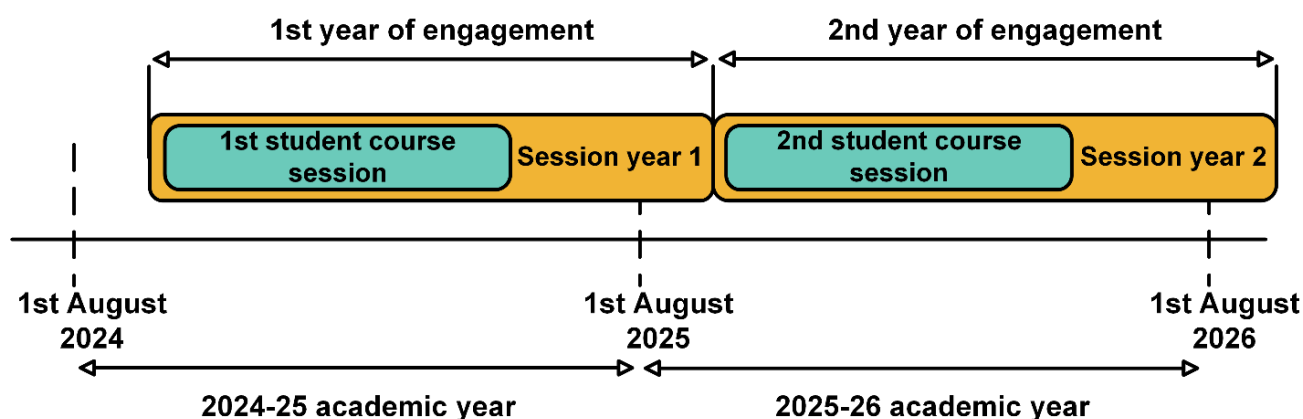 1st year of engagement
2nd year of engagement
1st student course
session
Session year 1
2nd student course
session
Session year 2
1st August
2024
1st August
2025
1st August
2026
2024-25 academic year
2025-26 academic year